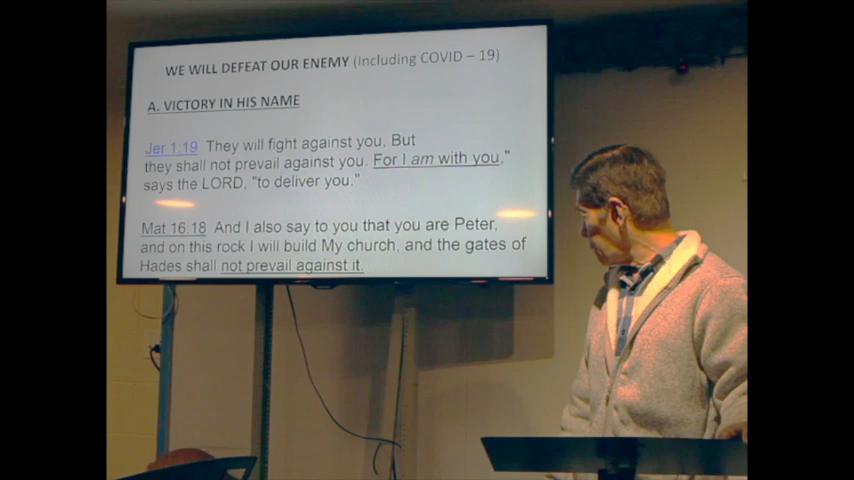 WE WILL DEFEAT OUR ENEMY (Including COVID – 19)
A. VICTORY IN HIS NAME
Jer 1.19 They will fight against you, But
they shall not prevail against you. For I am with you,"
says the LORD, "to deliver you."
Mat 16:18 And I also say to you that you are Peter,
and on this rock I will build My church, and the gates of
Hades shall not prevail against it.